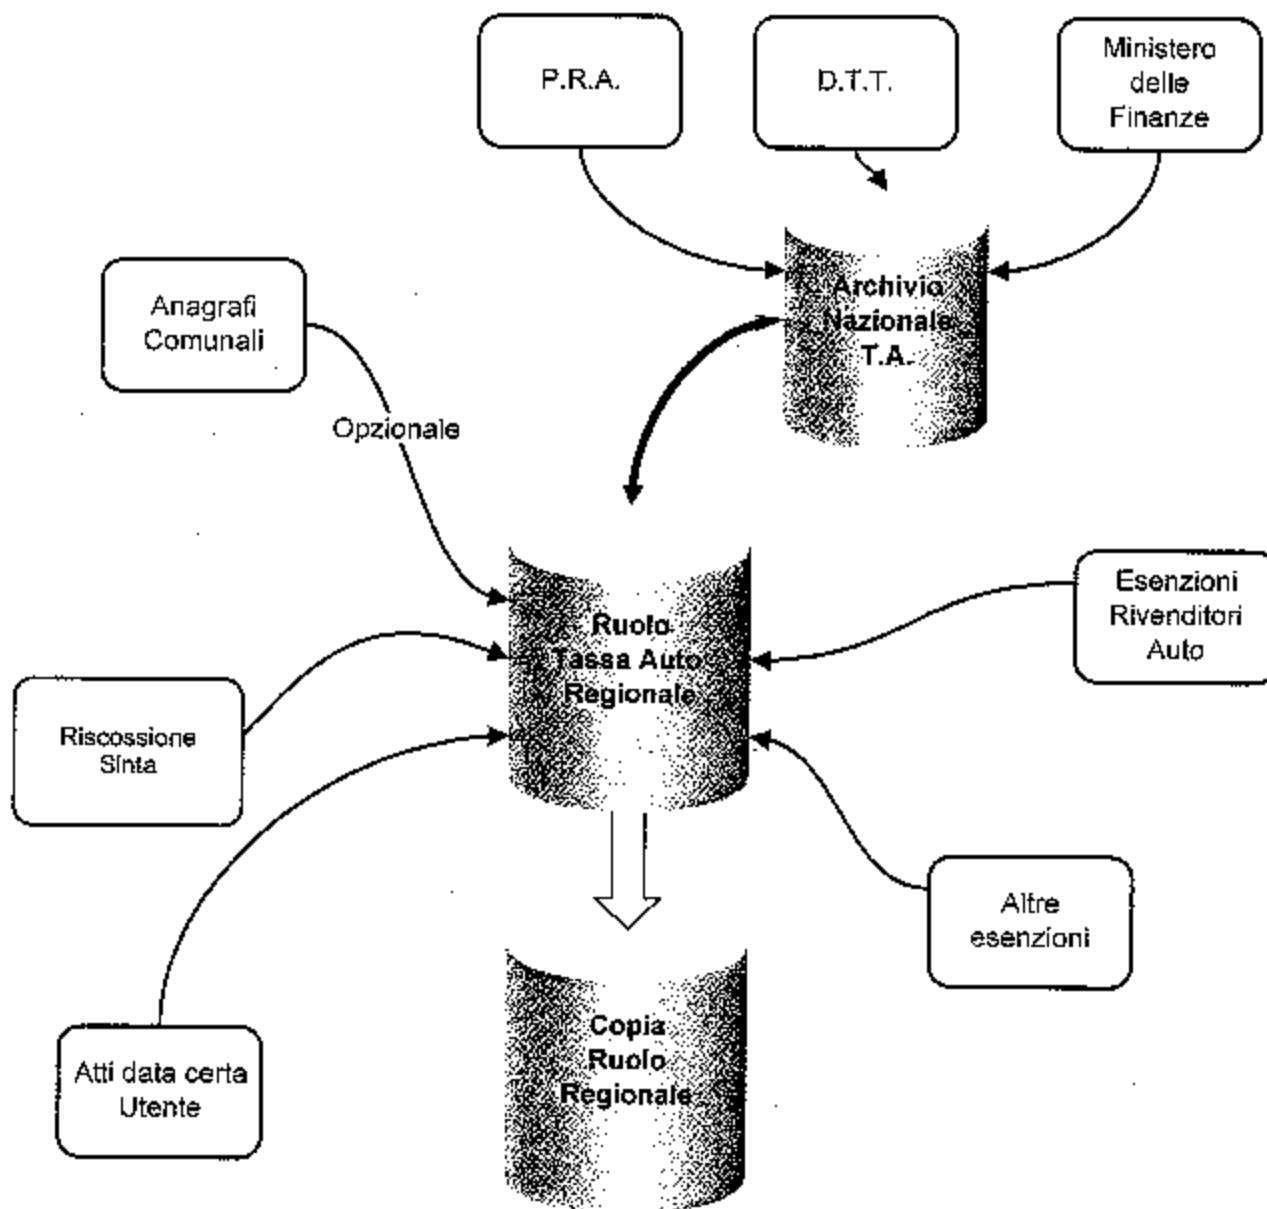 P.R.A.
D.T.T.
Ministero
delle
Finanze
Archivio
Nazionale
T.A.
Anagrafi
Comunali
Opzionale
Ruolo
Tassa Auto
Regionale
Esenzioni
Rivenditori
Auto
Riscossione
Sinta
Altre
esenzioni
Copia
Ruolo
Regionale
Atti data certa
Utente